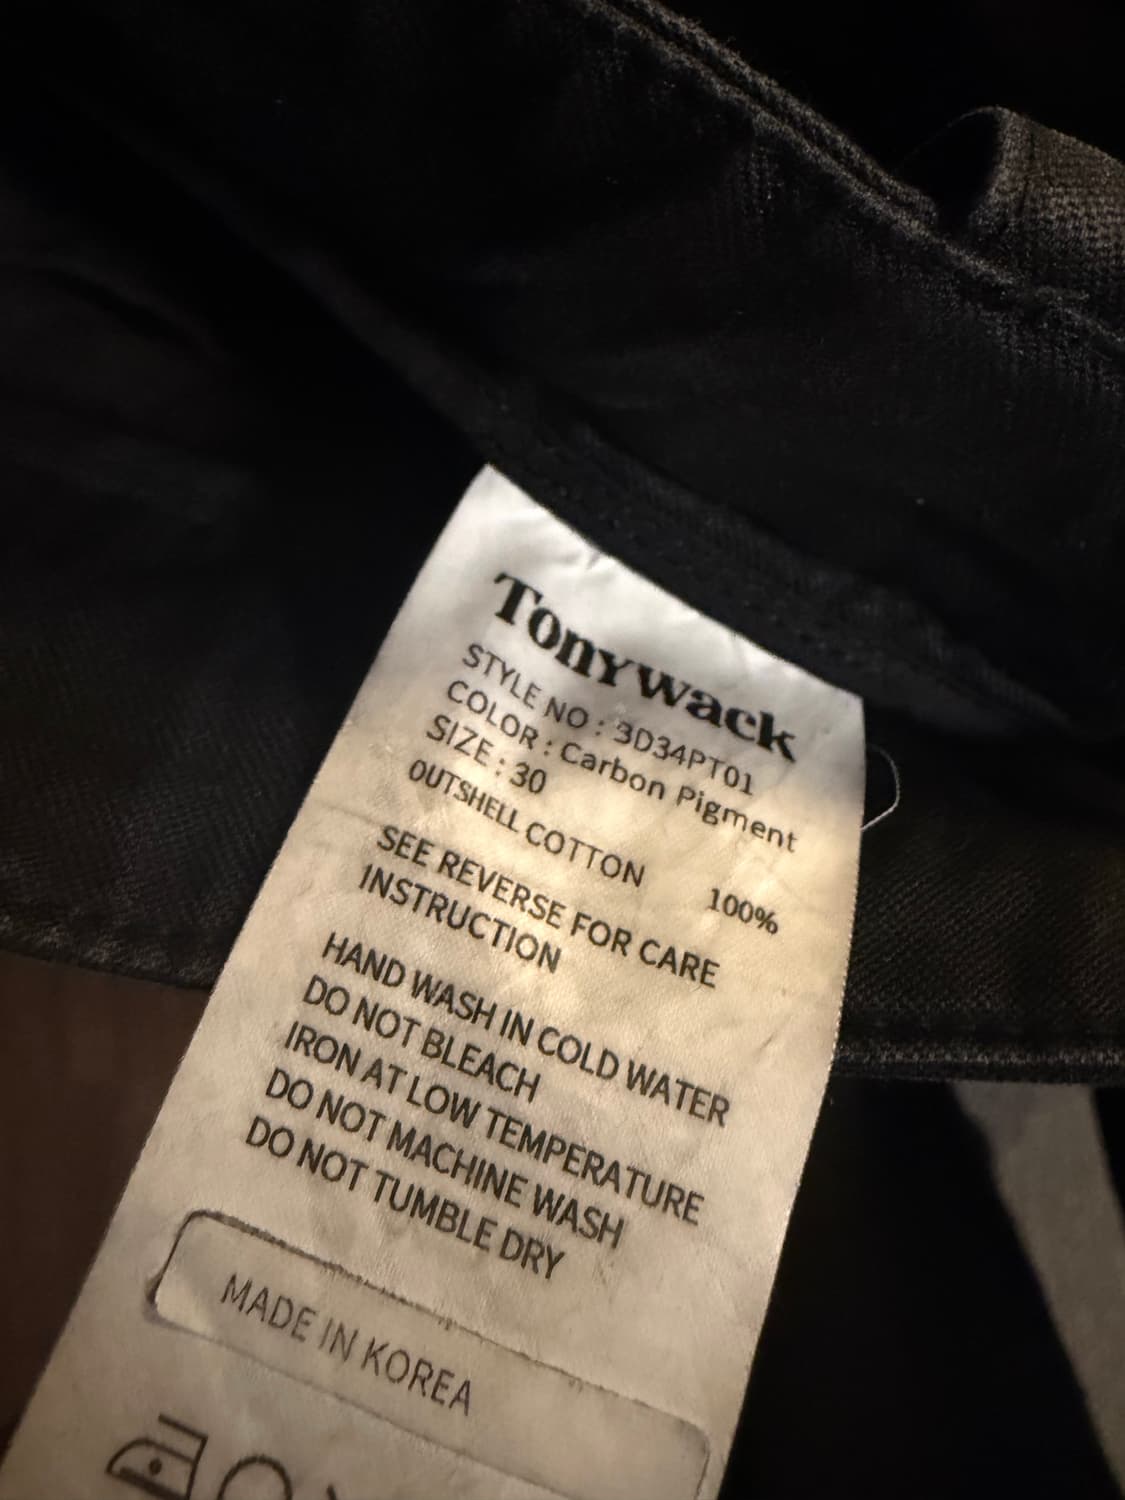 Tonywack
STYLE NO : 3D34PT01
COLOR : Carbon Pigment
SIZE : 30
OUTSHELL COTTON 100%
SEE REVERSE FOR CARE
INSTRUCTION
HAND WASH IN COLD WATER
DO NOT BLEACH
IRON AT LOW TEMPERATURE
DO NOT MACHINE WASH
DO NOT TUMBLE DRY
MADE IN KOREA